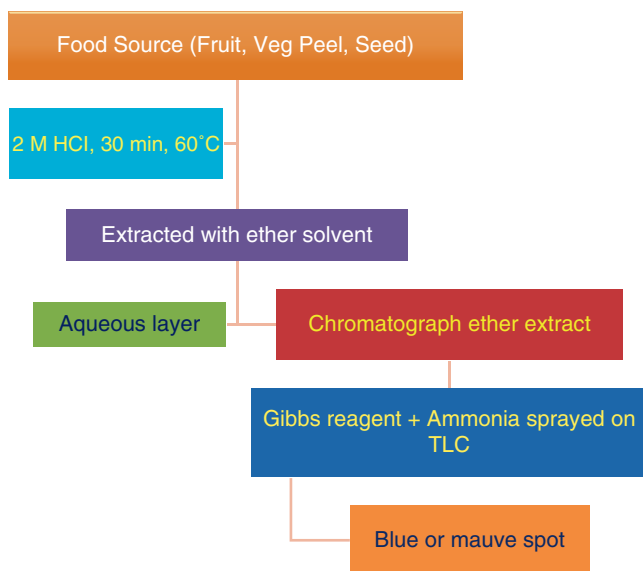 Food Source (Fruit, Veg Peel, Seed)
2 M HCl, 30 min, 60°C
Extracted with ether solvent
Aqueous layer
Chromatograph ether extract
Gibbs reagent + Ammonia sprayed on
TLC
Blue or mauve spot